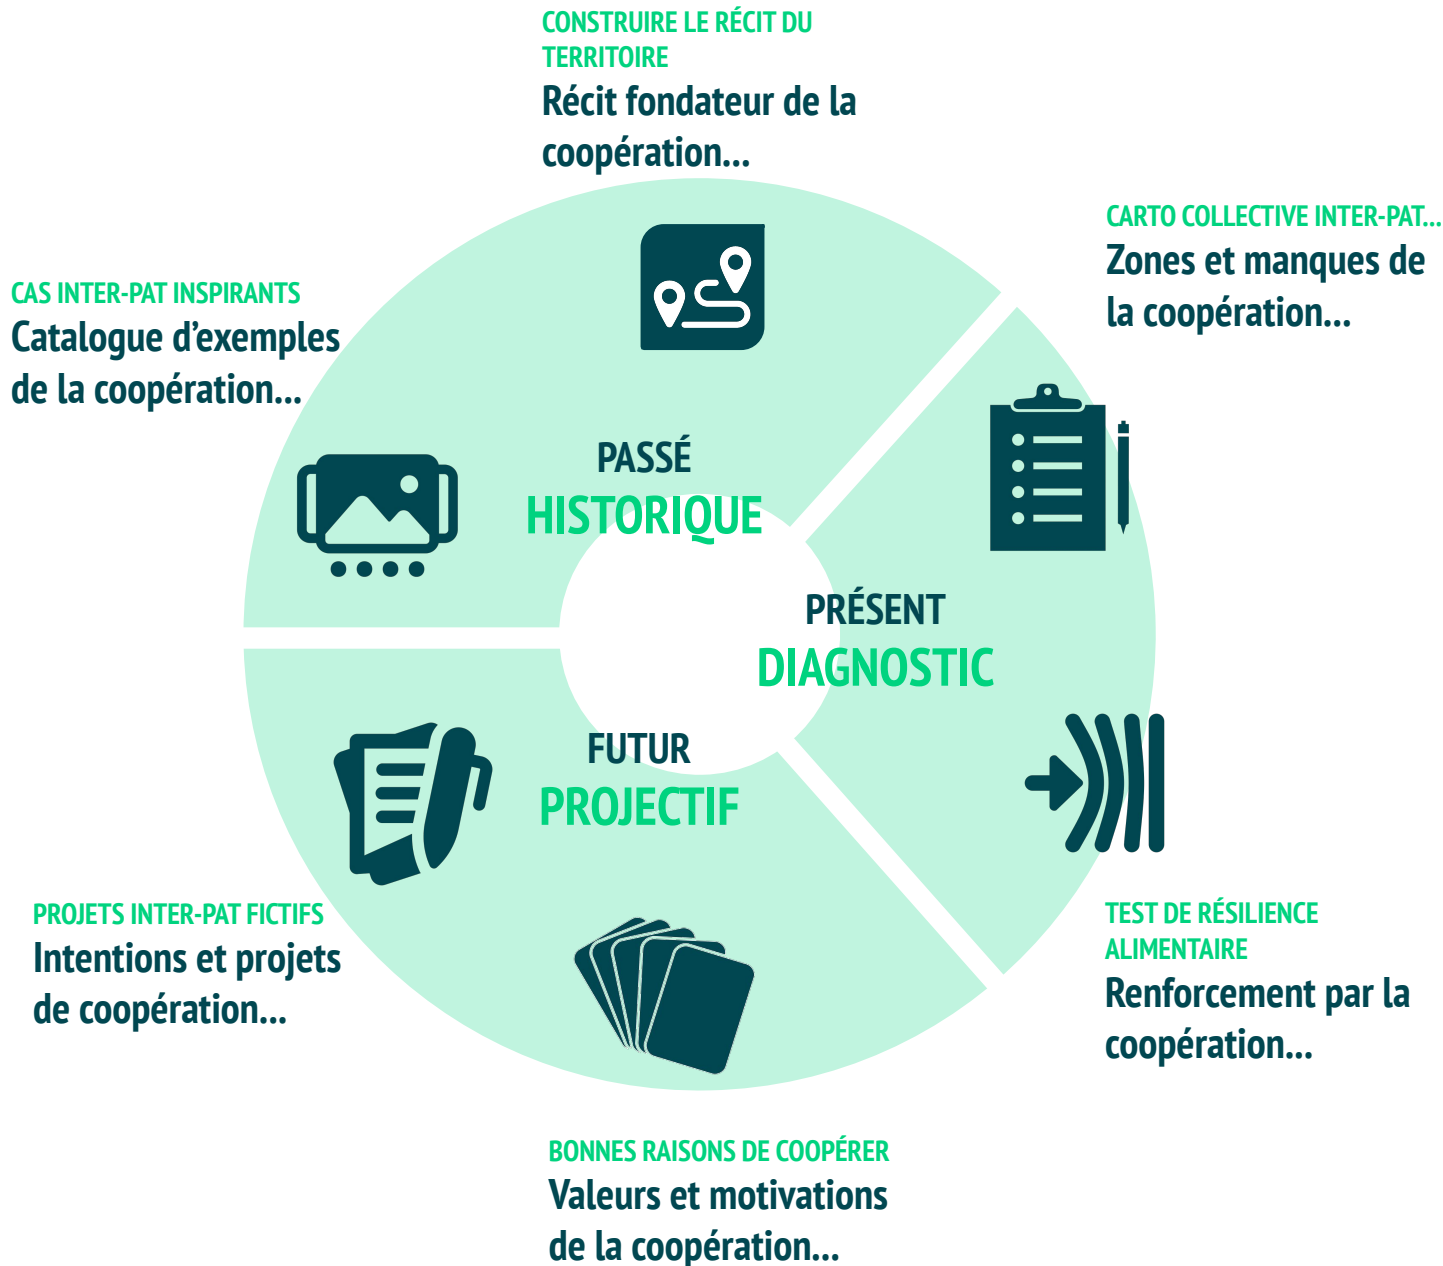 CONSTRUIRE LE RÉCIT DU
TERRITOIRE
Récit fondateur de la
coopération...
CARTO COLLECTIVE INTER-PAT...
Zones et manques de
la coopération...
CAS INTER-PAT INSPIRANTS
Catalogue d’exemples
de la coopération...
PASSÉ
HISTORIQUE
PRÉSENT
DIAGNOSTIC
FUTUR
PROJECTIF
PROJETS INTER-PAT FICTIFS
Intentions et projets
de coopération...
TEST DE RÉSILIENCE
ALIMENTAIRE
Renforcement par la
coopération...
BONNES RAISONS DE COOPÉRER
Valeurs et motivations
de la coopération...